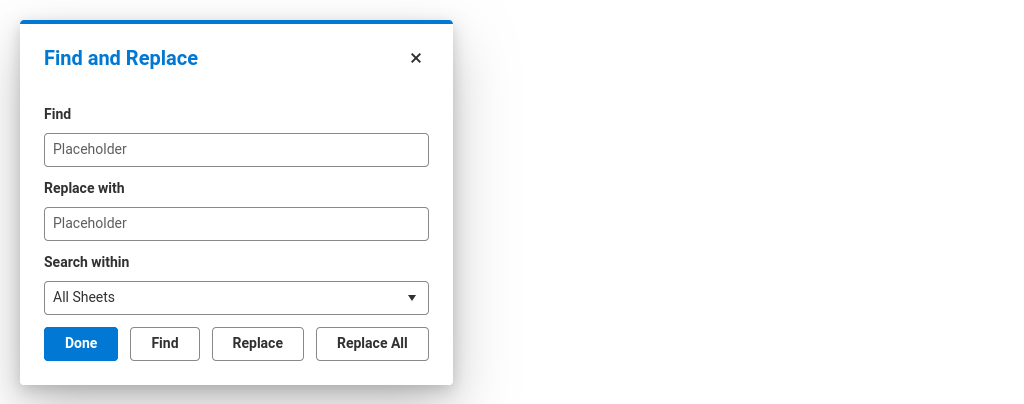 Find and Replace ×
Find
Placeholder
Replace with
Placeholder
Search within
All Sheets
Done Find Replace Replace All